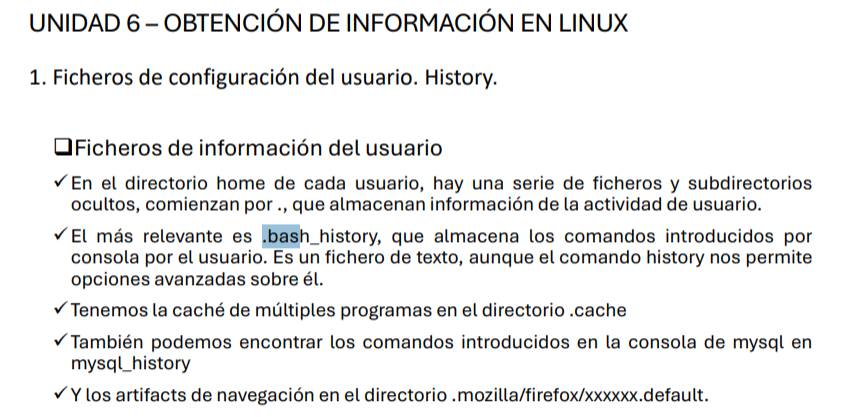 UNIDAD 6 – OBTENCIÓN DE INFORMACIÓN EN LINUX
1. Ficheros de configuración del usuario. History.
❑Ficheros de información del usuario
✓En el directorio home de cada usuario, hay una serie de ficheros y subdirectorios
ocultos, comienzan por ., que almacenan información de la actividad de usuario.
✓El más relevante es .bash_history, que almacena los comandos introducidos por
consola por el usuario. Es un fichero de texto, aunque el comando history nos permite
opciones avanzadas sobre él.
✓Tenemos la caché de múltiples programas en el directorio .cache
✓También podemos encontrar los comandos introducidos en la consola de mysql en
mysql_history
✓Y los artifacts de navegación en el directorio .mozilla/firefox/xxxxxx.default.